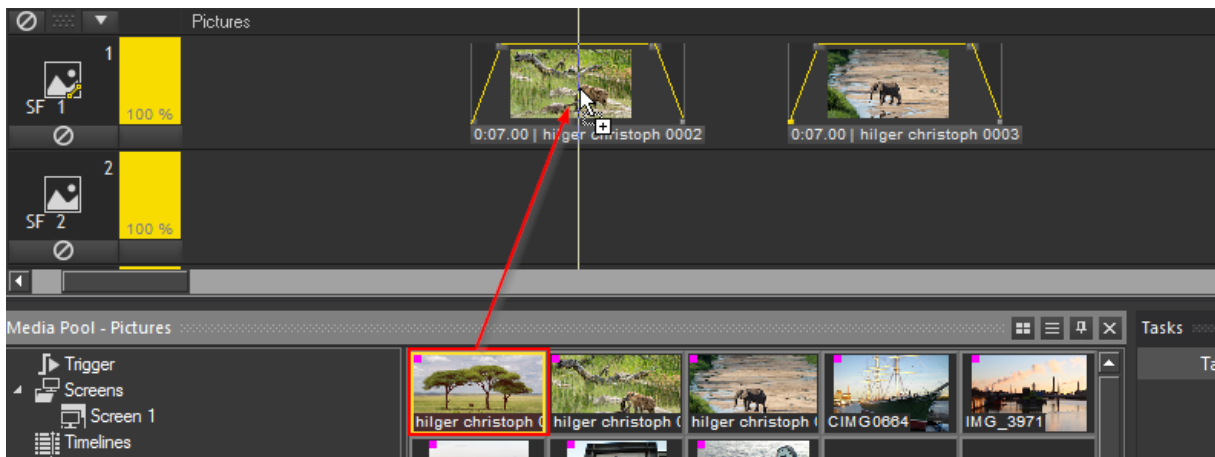 Pictures
1
SF 1
100 %
0:07.00 | hilger christoph 0002
0:07.00 | hilger christoph 0003
2
SF 2
100 %
Media Pool - Pictures
Tasks
Trigger
Ta
Screens
Screen 1
Timelines
hilger christoph 0
hilger christoph (
hilger christoph (
CIMG0664
IMG_3971